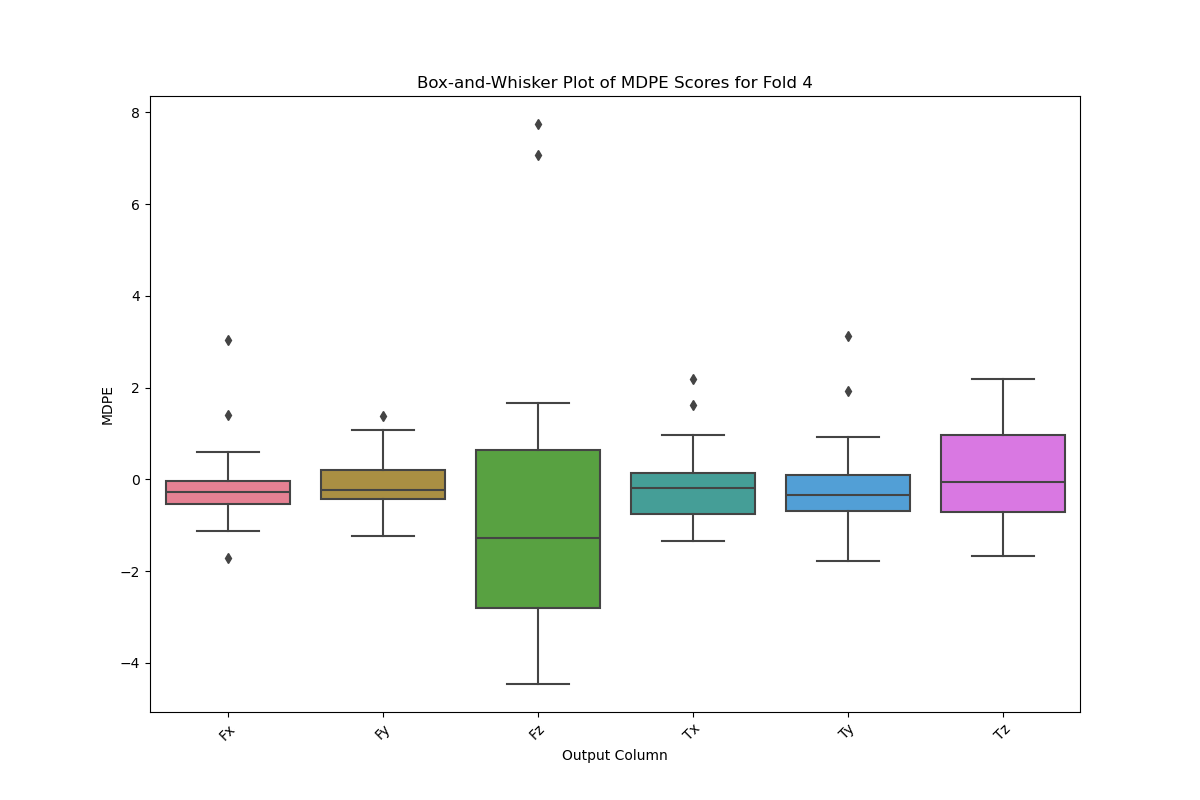 Box-and-Whisker Plot of MDPE Scores for Fold 4
8
6
4
2
0
−2
−4
MDPE
Fx
Fy
Fz
Tx
Ty
Tz
Output Column